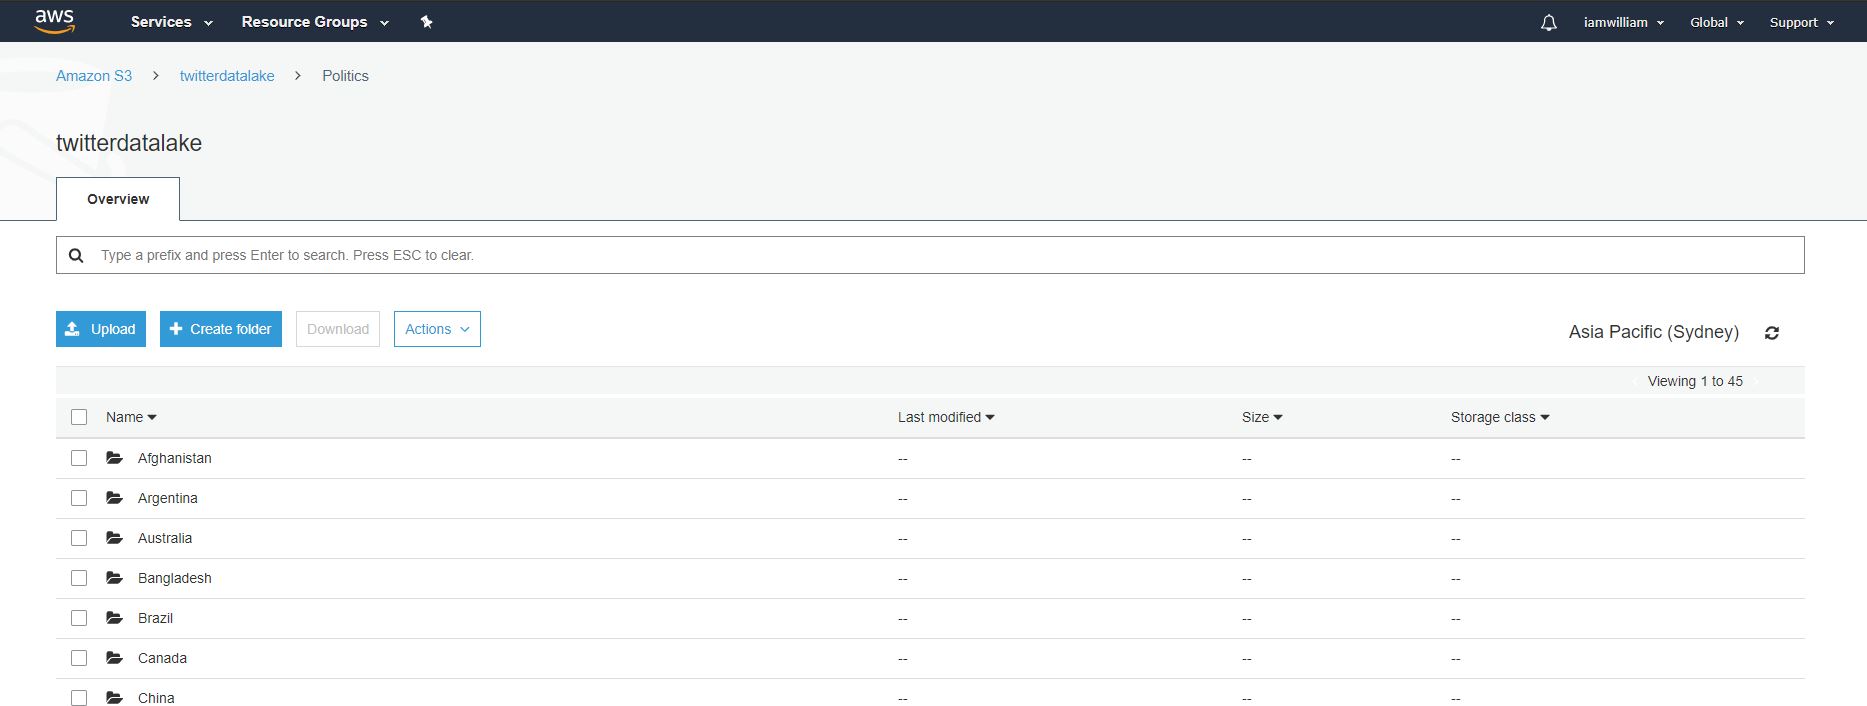 aws Services Resource Groups iamwilliam Global Support
Amazon S3 > twitterdatalake > Politics
twitterdatalake
Overview
Type a prefix and press Enter to search. Press ESC to clear.
Upload + Create folder Download Actions Asia Pacific (Sydney)
Viewing 1 to 45
Name Last modified Size Storage class
Afghanistan -- -- --
Argentina -- -- --
Australia -- -- --
Bangladesh -- -- --
Brazil -- -- --
Canada -- -- --
China -- -- --